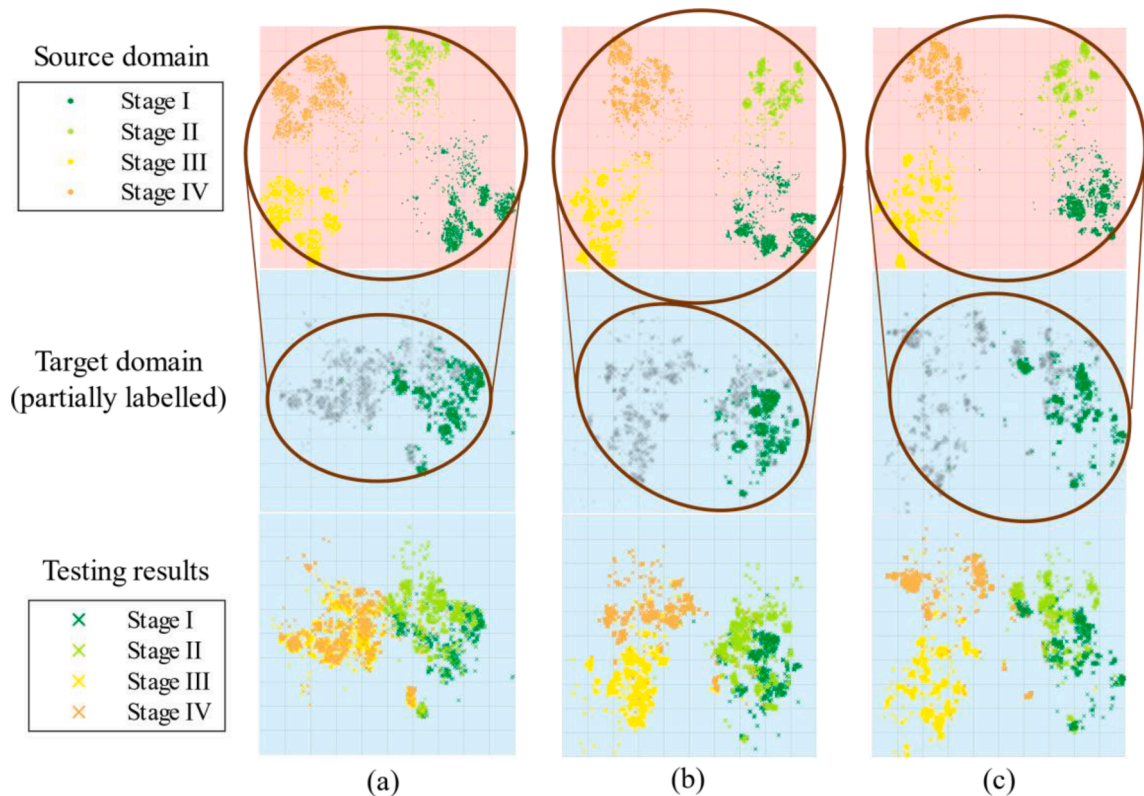 Source domain
Stage I
Stage II
Stage III
Stage IV
Target domain
(partially labelled)
Testing results
Stage I
Stage II
Stage III
Stage IV
(a)
(b)
(c)